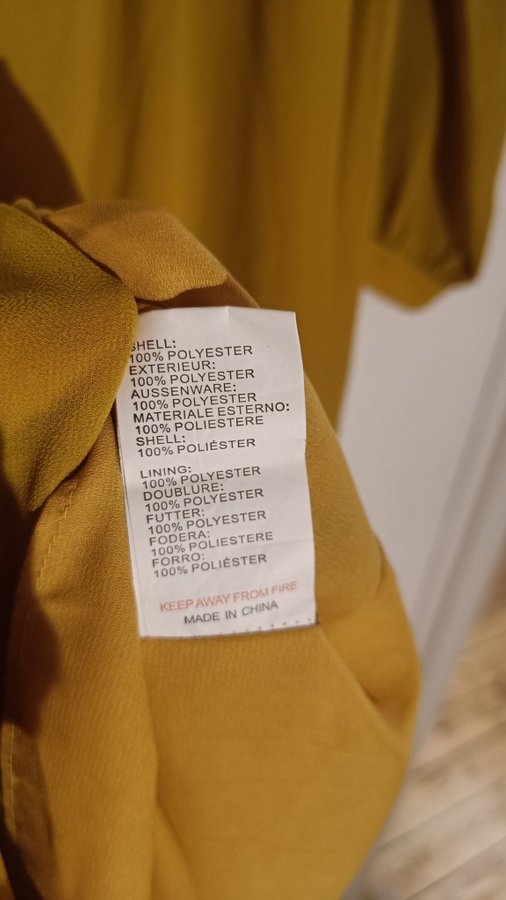 SHELL:
100% POLYESTER
EXTERIEUR:
100% POLYESTER
AUSSENWARE:
100% POLYESTER
MATERIALE ESTERNO:
100% POLIESTERE
SHELL:
100% POLIÉSTER
LINING:
100% POLYESTER
DOUBLURE:
100% POLYESTER
FUTTER:
100% POLYESTER
FODERA:
100% POLIESTERE
FORRO:
100% POLIÉSTER
KEEP AWAY FROM FIRE
MADE IN CHINA